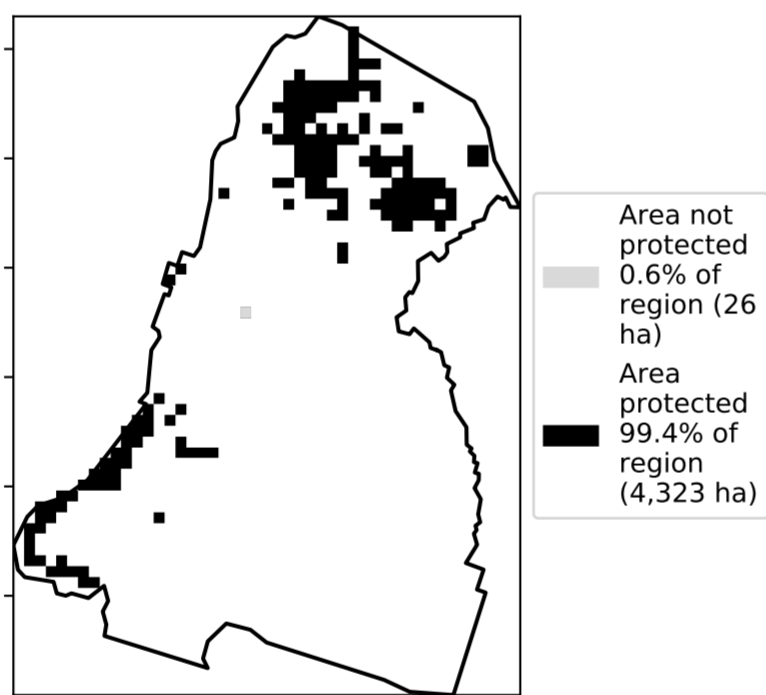 Area not
protected
0.6% of
region (26
ha)
Area
protected
99.4% of
region
(4,323 ha)